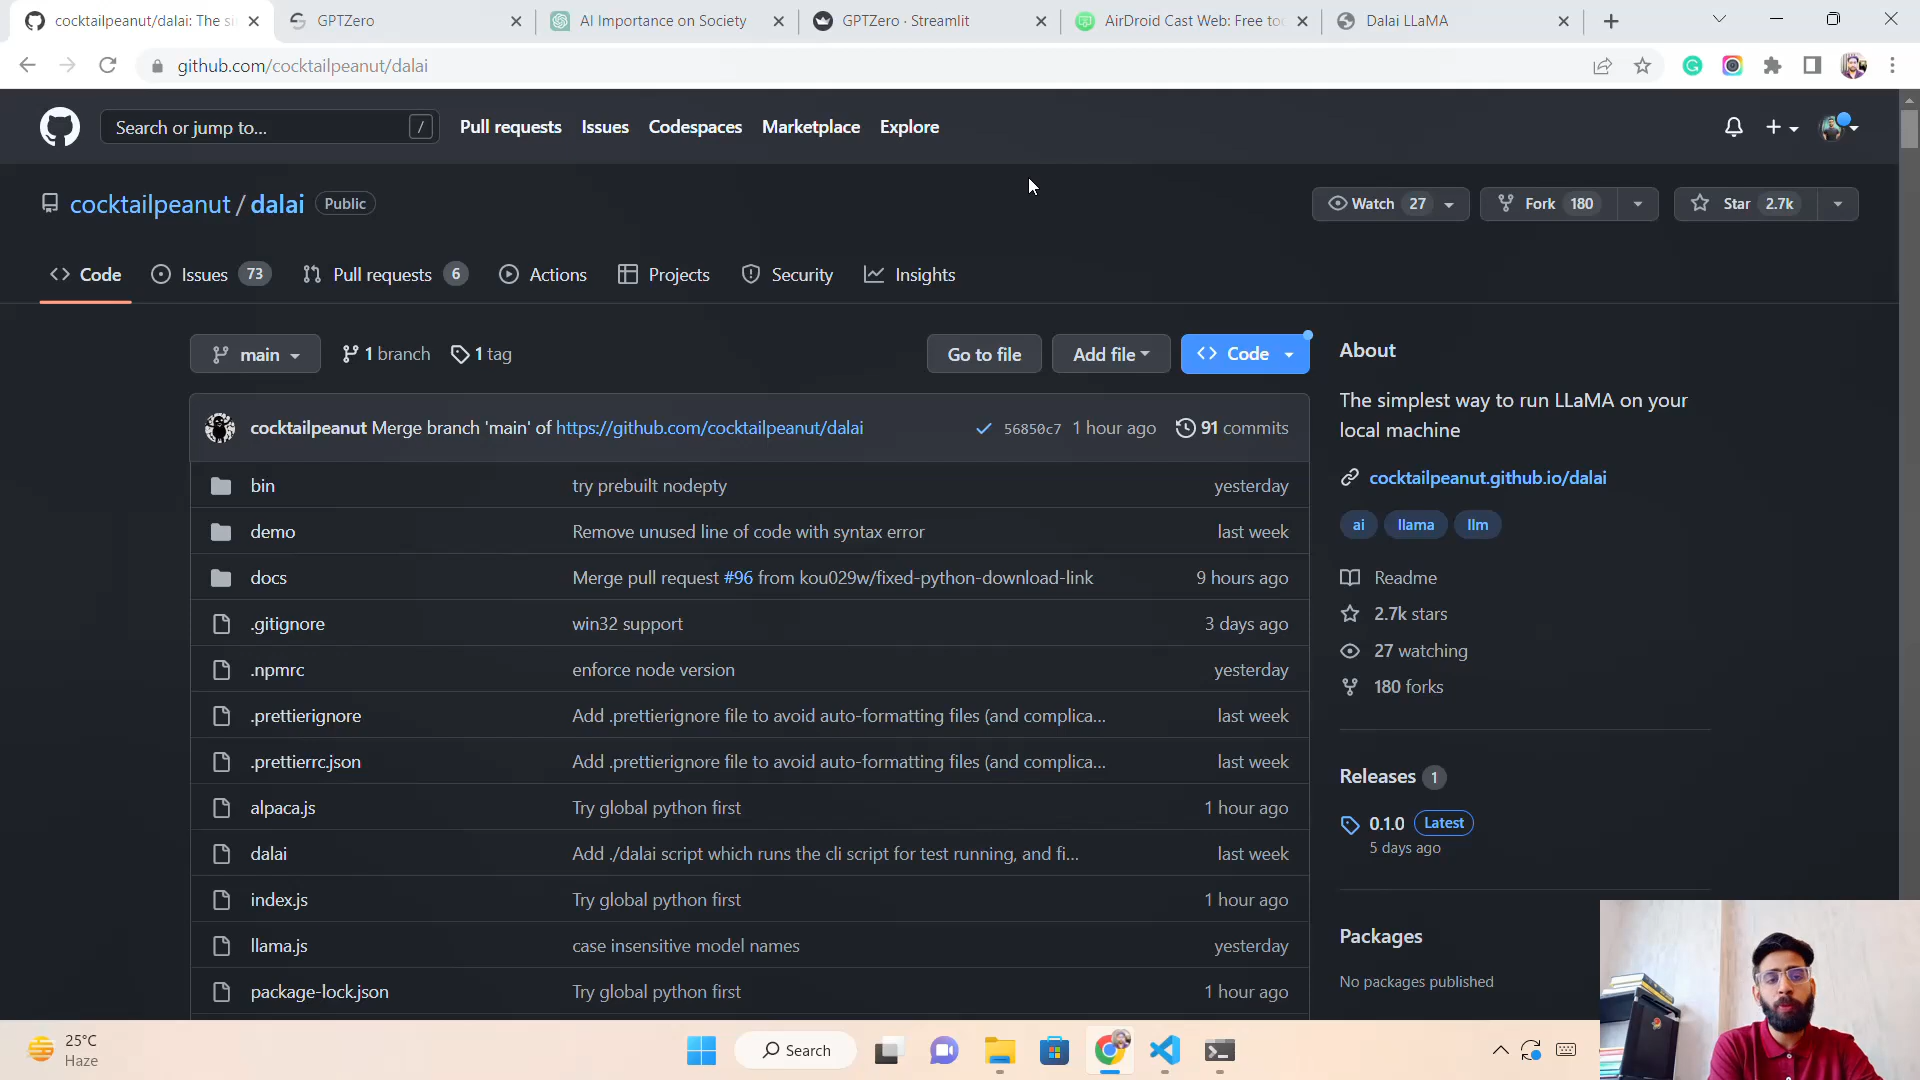 cocktailpeanut/dalai: The si
GPTZero
AI Importance on Society
GPTZero · Streamlit
AirDroid Cast Web: Free to
Dalai LLaMA
github.com/cocktailpeanut/dalai
Search or jump to...
/
Pull requests
Issues
Codespaces
Marketplace
Explore
cocktailpeanut / dalai
Public
Watch 27
Fork 180
Star 2.7k
Code
Issues 73
Pull requests 6
Actions
Projects
Security
Insights
main
1 branch
1 tag
Go to file
Add file
Code
cocktailpeanut Merge branch 'main' of https://github.com/cocktailpeanut/dalai
56850c7 1 hour ago
91 commits
bin
try prebuilt nodepty
yesterday
demo
Remove unused line of code with syntax error
last week
docs
Merge pull request #96 from kou029w/fixed-python-download-link
9 hours ago
.gitignore
win32 support
3 days ago
.npmrc
enforce node version
yesterday
.prettierignore
Add .prettierignore file to avoid auto-formatting files (and complica...
last week
.prettierrc.json
Add .prettierignore file to avoid auto-formatting files (and complica...
last week
alpaca.js
Try global python first
1 hour ago
dalai
Add ./dalai script which runs the cli script for test running, and fi...
last week
index.js
Try global python first
1 hour ago
llama.js
case insensitive model names
yesterday
package-lock.json
Try global python first
1 hour ago
About
The simplest way to run LLaMA on your
local machine
cocktailpeanut.github.io/dalai
ai
llama
llm
Readme
2.7k stars
27 watching
180 forks
Releases 1
0.1.0 Latest
5 days ago
Packages
No packages published
25°C
Haze
Search